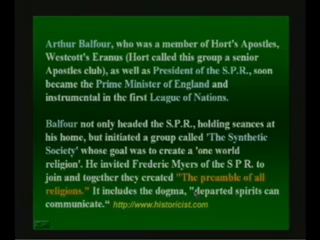 Arthur Balfour, who was a member of Hort's Apostles,
Westcott's Eranus (Hort called this group a senior
Apostles club), as well as President of the S.P.R., soon
became the Prime Minister of England and
instrumental in the first League of Nations.
Balfour not only headed the S.P.R., holding seances at
his home, but initiated a group called 'The Synthetic
Society' whose goal was to create a 'one world
religion'. He invited Frederic Myers of the S P R. to
join and together they created "The preamble of all
religions." It includes the dogma, "departed spirits can
communicate." http://www.historicist.com